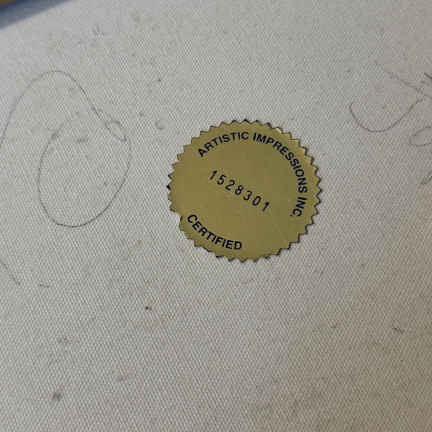 ARTISTIC IMPRESSIONS INC.
1528301
CERTIFIED